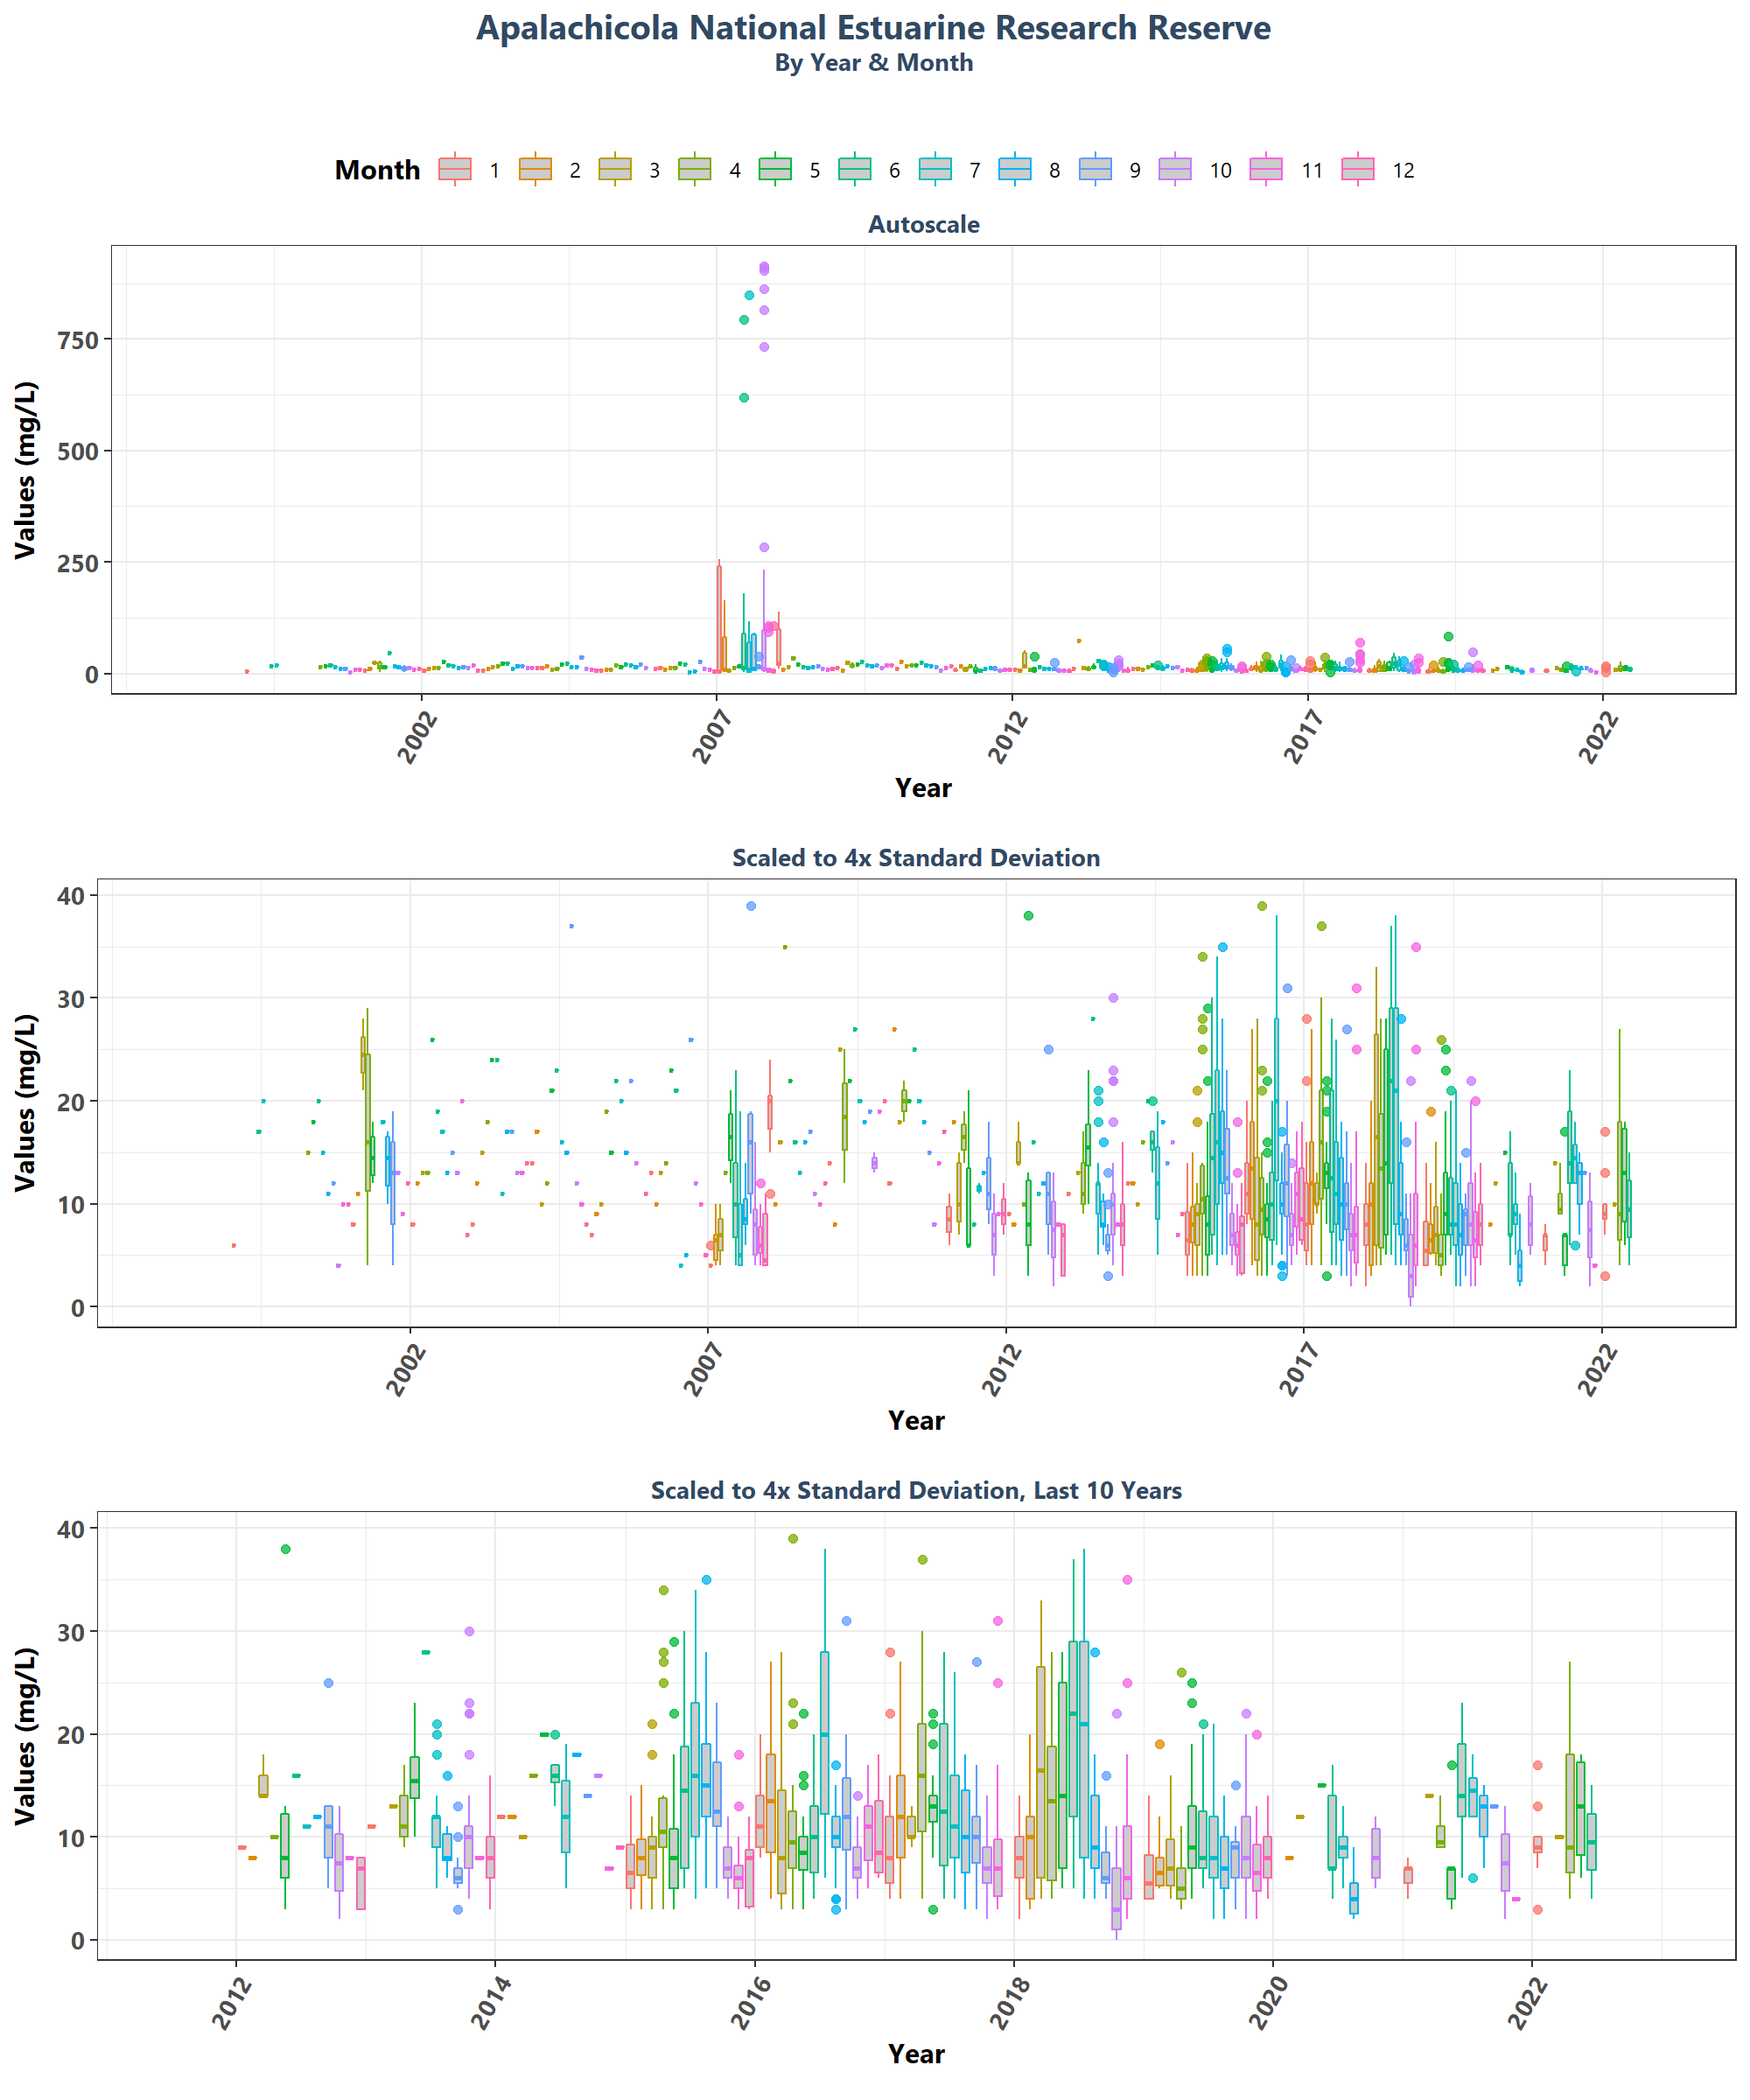 Apalachicola National Estuarine Research Reserve
By Year & Month
Month 1 2 3 4 5 6 7 8 9 10 11 12
Autoscale
Values (mg/L)
750
500
250
0
2002 2007 2012 2017 2022
Year
Scaled to 4x Standard Deviation
Values (mg/L)
40
30
20
10
0
2002 2007 2012 2017 2022
Year
Scaled to 4x Standard Deviation, Last 10 Years
Values (mg/L)
40
30
20
10
0
2012 2014 2016 2018 2020 2022
Year